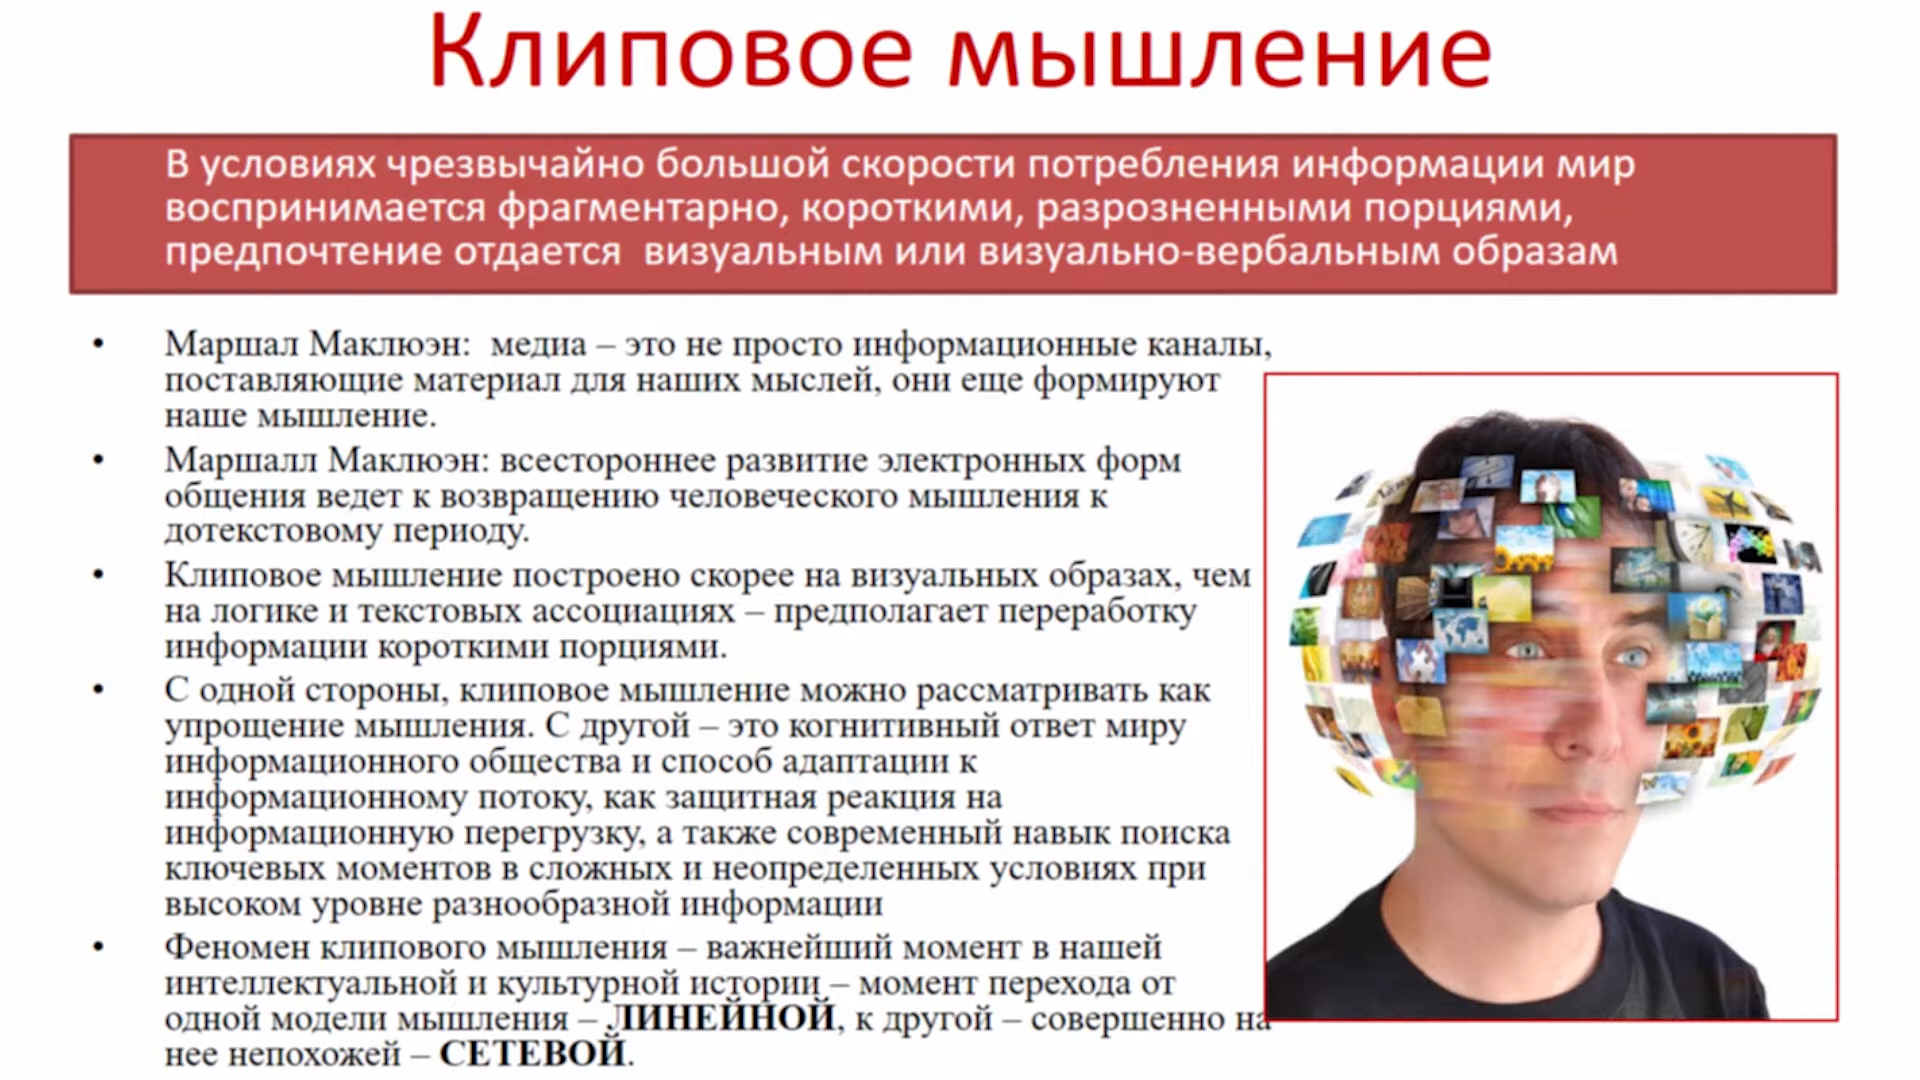 Клиповое мышление
В условиях чрезвычайно большой скорости потребления информации мир
воспринимается фрагментарно, короткими, разрозненными порциями,
предпочтение отдается  визуальным или визуально-вербальным образам
• Маршал Маклюэн:  медиа – это не просто информационные каналы,
поставляющие материал для наших мыслей, они еще формируют
наше мышление.
• Маршалл Маклюэн: всестороннее развитие электронных форм
общения ведет к возвращению человеческого мышления к
дотекстовому периоду.
• Клиповое мышление построено скорее на визуальных образах, чем
на логике и текстовых ассоциациях – предполагает переработку
информации короткими порциями.
• С одной стороны, клиповое мышление можно рассматривать как
упрощение мышления. С другой – это когнитивный ответ миру
информационного общества и способ адаптации к
информационному потоку, как защитная реакция на
информационную перегрузку, а также современный навык поиска
ключевых моментов в сложных и неопределенных условиях при
высоком уровне разнообразной информации
• Феномен клипового мышления – важнейший момент в нашей
интеллектуальной и культурной истории – момент перехода от
одной модели мышления – ЛИНЕЙНОЙ, к другой – совершенно на
нее непохожей – СЕТЕВОЙ.